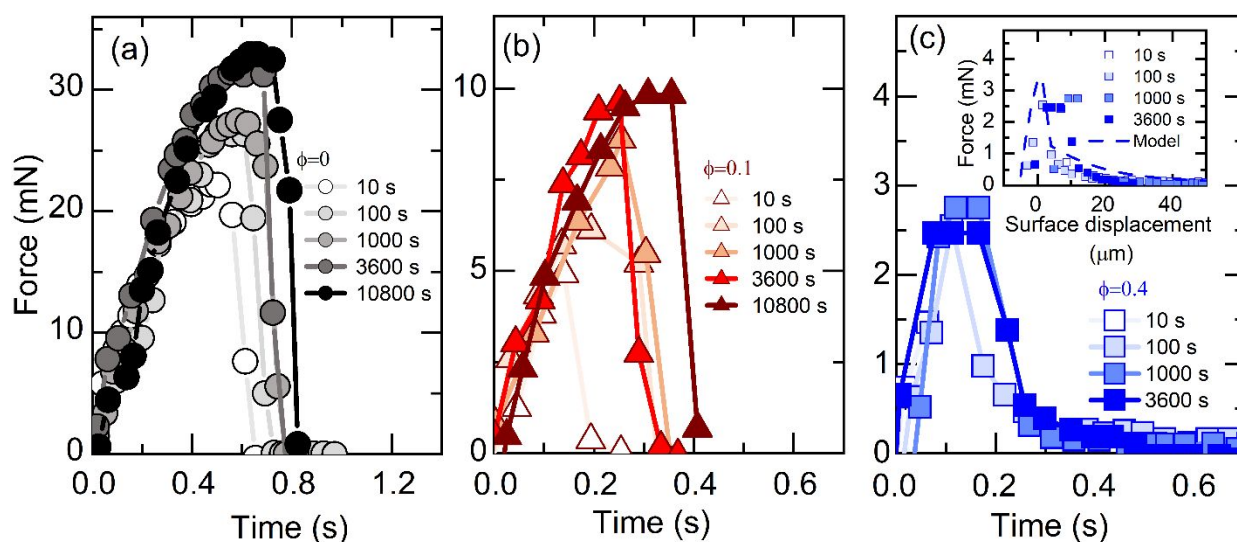 (a)
Force (mN)
30
20
10
0
ϕ=0
10 s
100 s
1000 s
3600 s
10800 s
0.0 0.4 0.8 1.2
Time (s)
(b)
10
5
0
ϕ=0.1
10 s
100 s
1000 s
3600 s
10800 s
0.0 0.2 0.4 0.6
Time (s)
(c)
4
3
2
1
0
Force (mN)
4
3
2
1
0
10 s
100 s
1000 s
3600 s
Model
0 20 40
Surface displacement
(μm)
ϕ=0.4
10 s
100 s
1000 s
3600 s
0.0 0.2 0.4 0.6
Time (s)